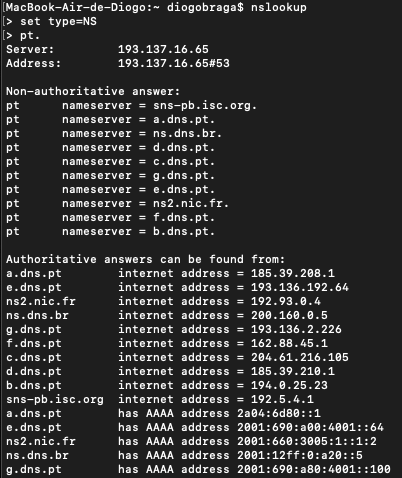 [MacBook-Air-de-Diogo:~ diogobraga$ nslookup
[> set type=NS
[> pt.
Server: 193.137.16.65
Address: 193.137.16.65#53
Non-authoritative answer:
pt nameserver = sns-pb.isc.org.
pt nameserver = a.dns.pt.
pt nameserver = ns.dns.br.
pt nameserver = d.dns.pt.
pt nameserver = c.dns.pt.
pt nameserver = g.dns.pt.
pt nameserver = e.dns.pt.
pt nameserver = ns2.nic.fr.
pt nameserver = f.dns.pt.
pt nameserver = b.dns.pt.
Authoritative answers can be found from:
a.dns.pt internet address = 185.39.208.1
e.dns.pt internet address = 193.136.192.64
ns2.nic.fr internet address = 192.93.0.4
ns.dns.br internet address = 200.160.0.5
g.dns.pt internet address = 193.136.2.226
f.dns.pt internet address = 162.88.45.1
c.dns.pt internet address = 204.61.216.105
d.dns.pt internet address = 185.39.210.1
b.dns.pt internet address = 194.0.25.23
sns-pb.isc.org internet address = 192.5.4.1
a.dns.pt has AAAA address 2a04:6d80::1
e.dns.pt has AAAA address 2001:690:a00:4001::64
ns2.nic.fr has AAAA address 2001:660:3005:1::1:2
ns.dns.br has AAAA address 2001:12ff:0:a20::5
g.dns.pt has AAAA address 2001:690:a80:4001::100